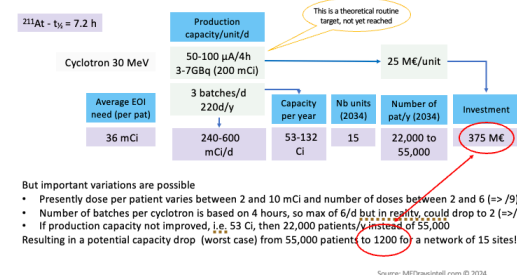 This is a theoretical routine
target, not yet reached
²¹¹At - t½ = 7.2 h
Production
capacity/unit/d
Cyclotron 30 MeV
50-100 µA/4h
3-7GBq (200 mCi)
25 M€/unit
3 batches/d
220d/y
Average EOI
need (per pat)
Capacity
per year
Nb units
(2034)
Number of
pat/y (2034)
Investment
36 mCi
240-600
mCi/d
53-132
Ci
15
22,000 to
55,000
375 M€
But important variations are possible
• Presently dose per patient varies between 2 and 10 mCi and number of doses between 2 and 6 (=> /9)
• Number of batches per cyclotron is based on 4 hours, so max of 6/d but in reality, could drop to 2 (=>/
• If production capacity not improved, i.e. 53 Ci, then 22,000 patients/y instead of 55,000
Resulting in a potential capacity drop (worst case) from 55,000 patients to 1200 for a network of 15 sites!
Source: MEDraysintell.com © 2024